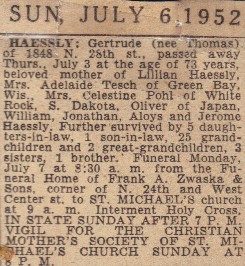 SUN, JULY 6, 1952
HAESSLY: Gertrude (nee Thomas)
of 1848 N. 28th st., passed away
Thurs., July 3 at the age of 73 years,
beloved mother of Lillian Haessly,
Mrs. Adelaide Tesch of Green Bay,
Wis., Mrs. Celestine Pohl of White
Rock, S. Dakota, Oliver of Japan,
William, Jonathan, Aloys and Jerome
Haessly. Further survived by 5 daugh-
ters-in-law, 1 son-in-law, 25 grand-
children and 2 great-grandchildren, 3
sisters, 1 brother. Funeral Monday,
July 7 at 8:30 a. m. from the Fu-
neral Home of Frank A. Zwaska &
Sons, corner of N. 24th and West
Center st. to ST. MICHAEL'S church
at 9 a. m. Interment Holy Cross.
IN STATE SUNDAY AFTER 7 P. M.
VIGIL FOR THE CHRISTIAN
MOTHER'S SOCIETY OF ST. MI-
CHAEL'S CHURCH SUNDAY AT
8 P. M.